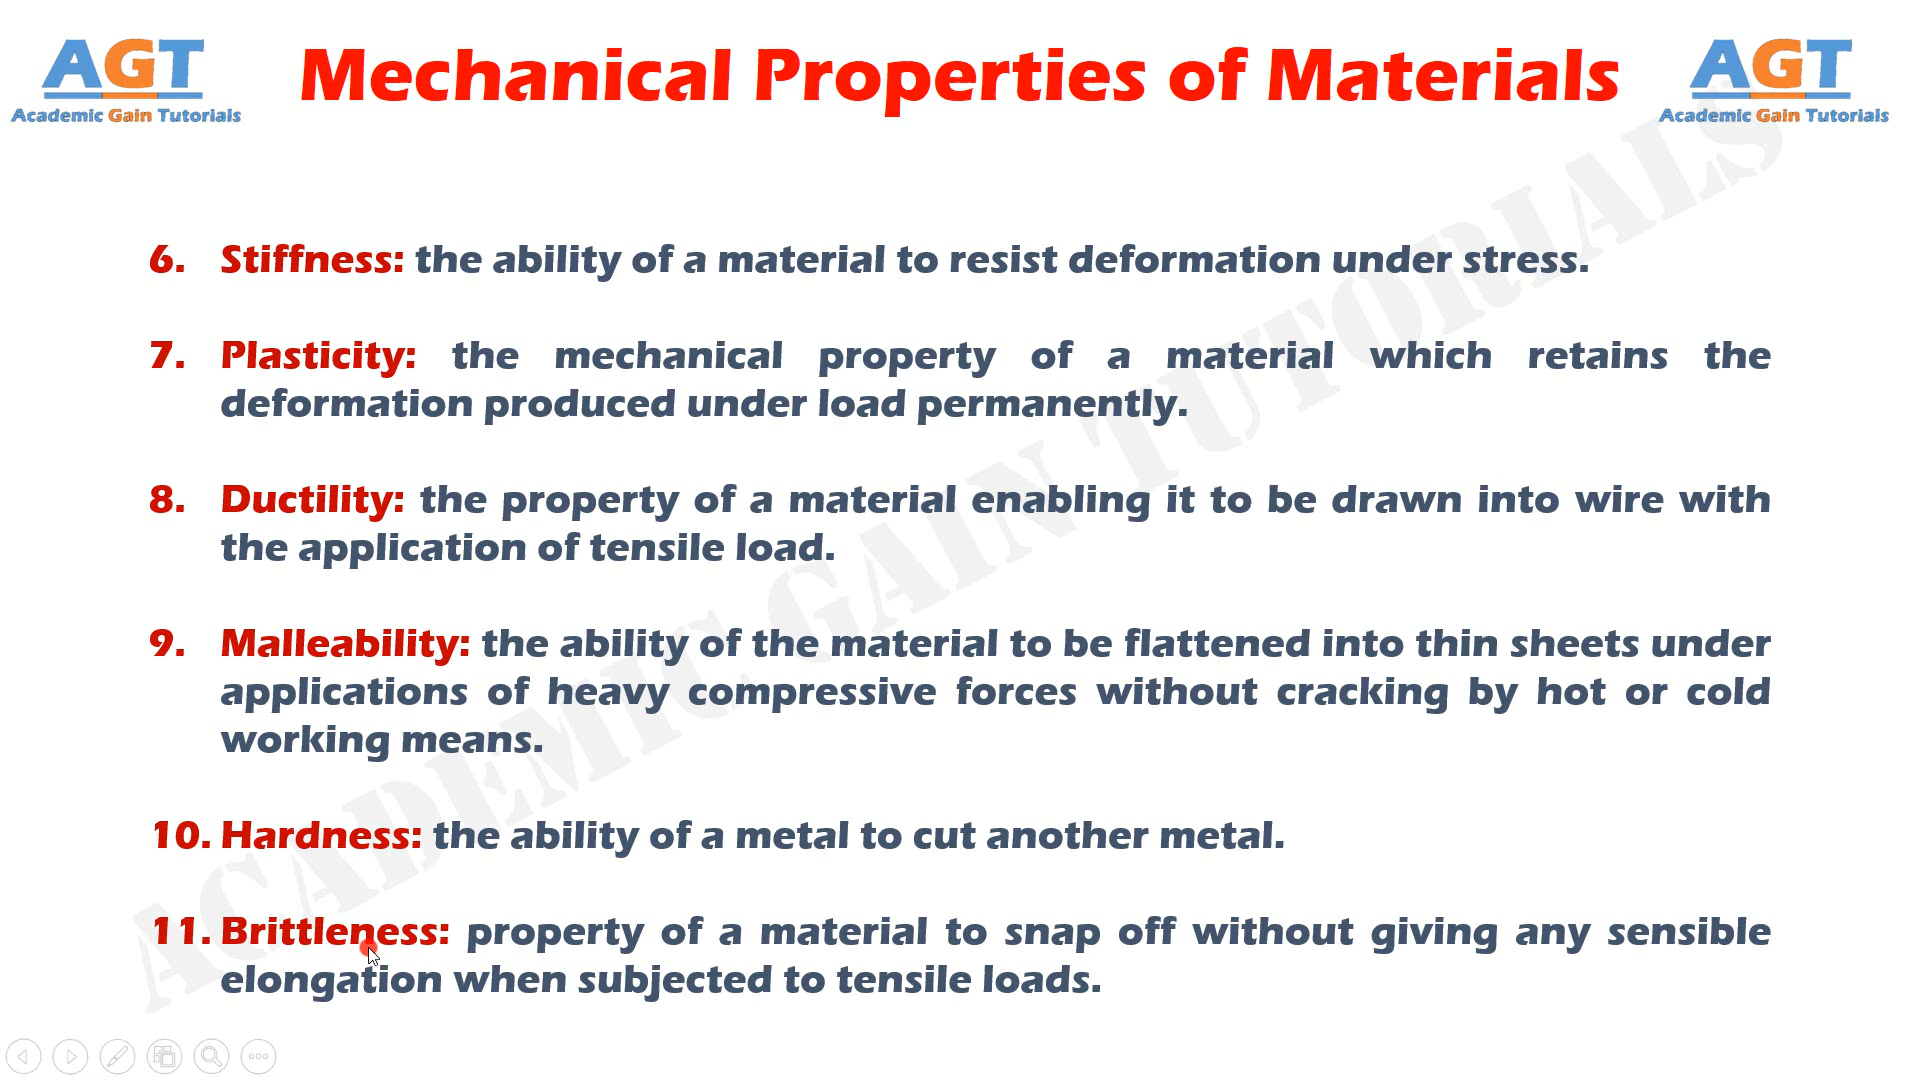 AGT
Academic Gain Tutorials
Mechanical Properties of Materials
AGT
Academic Gain Tutorials
6. Stiffness: the ability of a material to resist deformation under stress.
7. Plasticity: the mechanical property of a material which retains the
deformation produced under load permanently.
8. Ductility: the property of a material enabling it to be drawn into wire with
the application of tensile load.
9. Malleability: the ability of the material to be flattened into thin sheets under
applications of heavy compressive forces without cracking by hot or cold
working means.
10. Hardness: the ability of a metal to cut another metal.
11. Brittleness: property of a material to snap off without giving any sensible
elongation when subjected to tensile loads.
ACADEMIC GAIN TUTORIALS